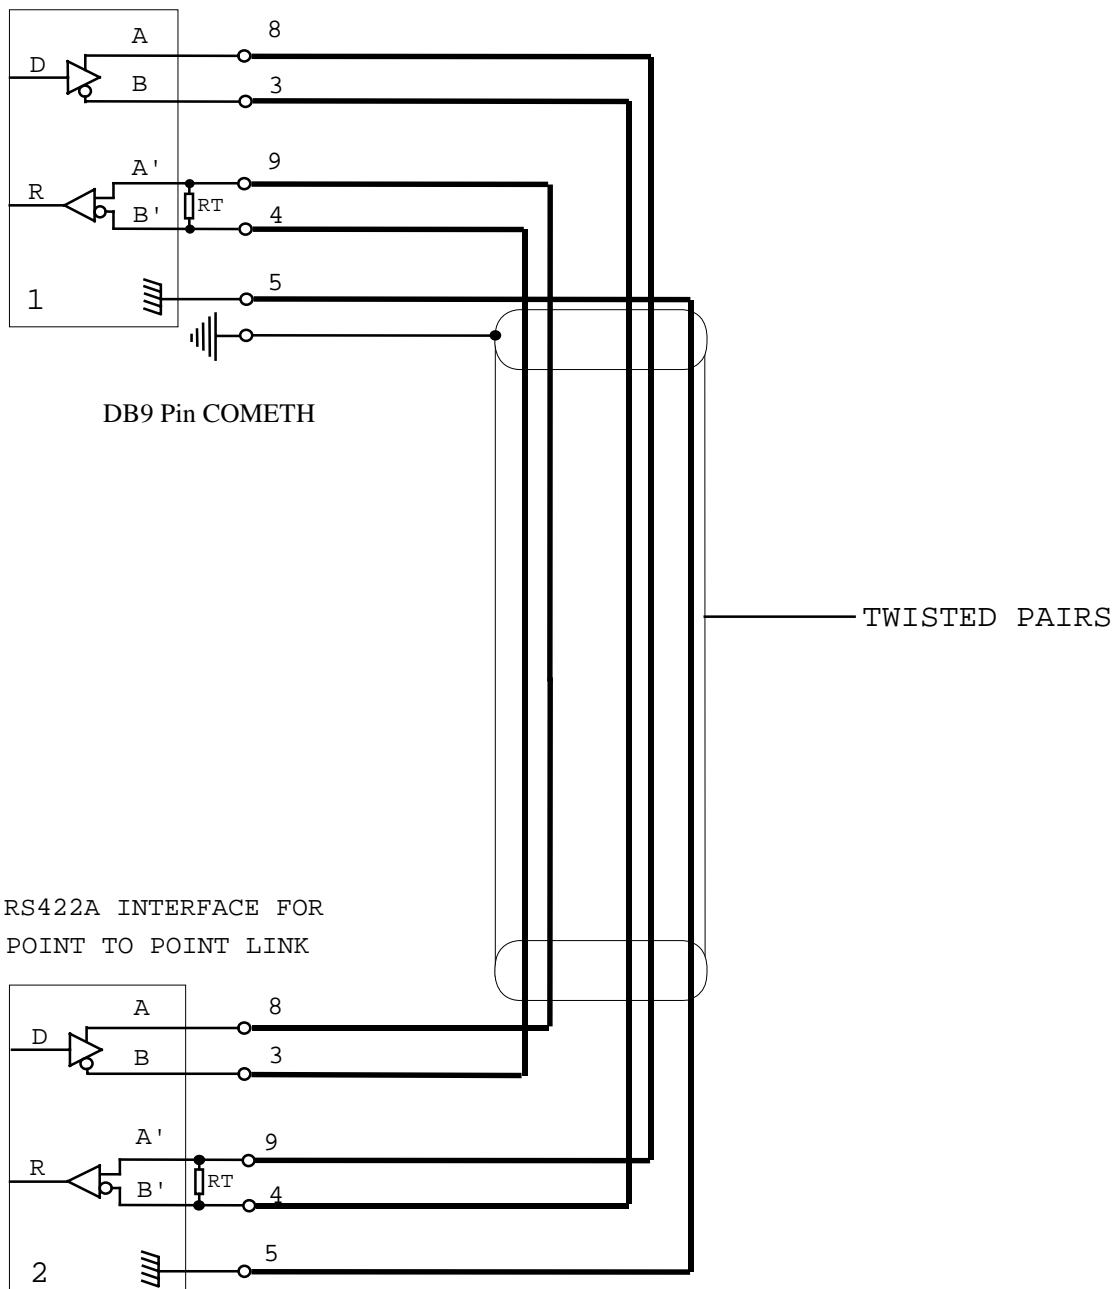 A 8
D
B 3
A' 9
R RT
B' 4
5
1
DB9 Pin COMETH
TWISTED PAIRS
RS422A INTERFACE FOR
POINT TO POINT LINK
A 8
D
B 3
A' 9
R RT
B' 4
5
2